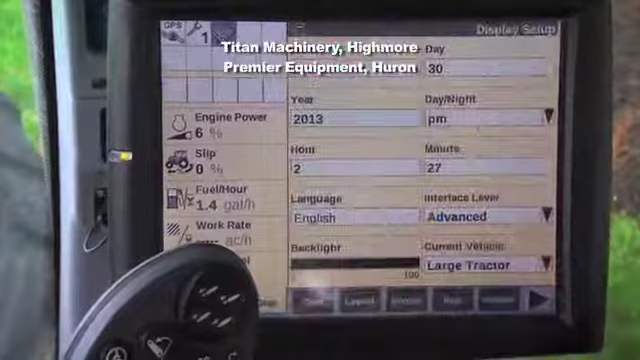 Display Setup
GPS
1
Titan Machinery, Highmore
Premier Equipment, Huron
Day
30
Year
2013
Day/Night
pm
Engine Power
6 %
Hour
2
Minute
27
Slip
0 %
Fuel/Hour
1.4 gal/h
Language
English
Interface Level
Advanced
Work Rate
ac/h
Backlight
100
Current Vehicle
Large Tractor
Layout